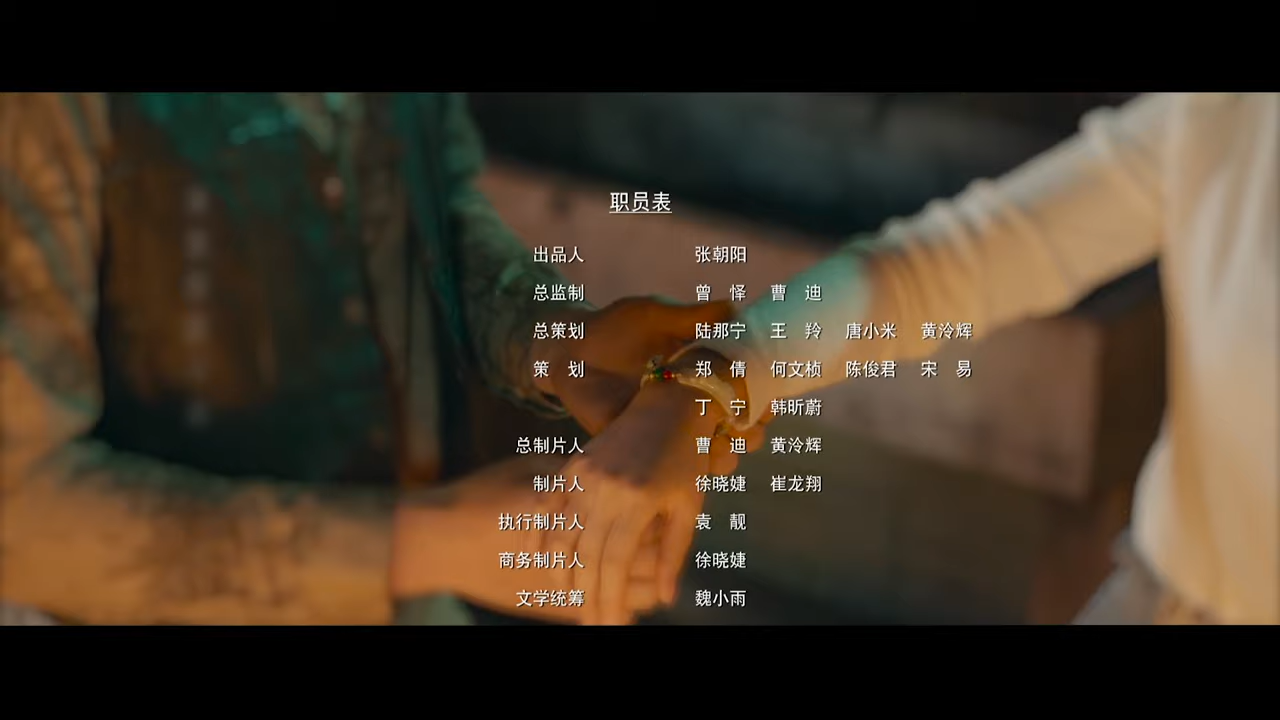 职员表
出品人 张朝阳
总监制 曾怿 曹迪
总策划 陆那宁 王羚 唐小米 黄泠辉
策划 郑倩 何文桢 陈俊君 宋易
丁宁 韩昕蔚
总制片人 曹迪 黄泠辉
制片人 徐晓婕 崔龙翔
执行制片人 袁靓
商务制片人 徐晓婕
文学统筹 魏小雨